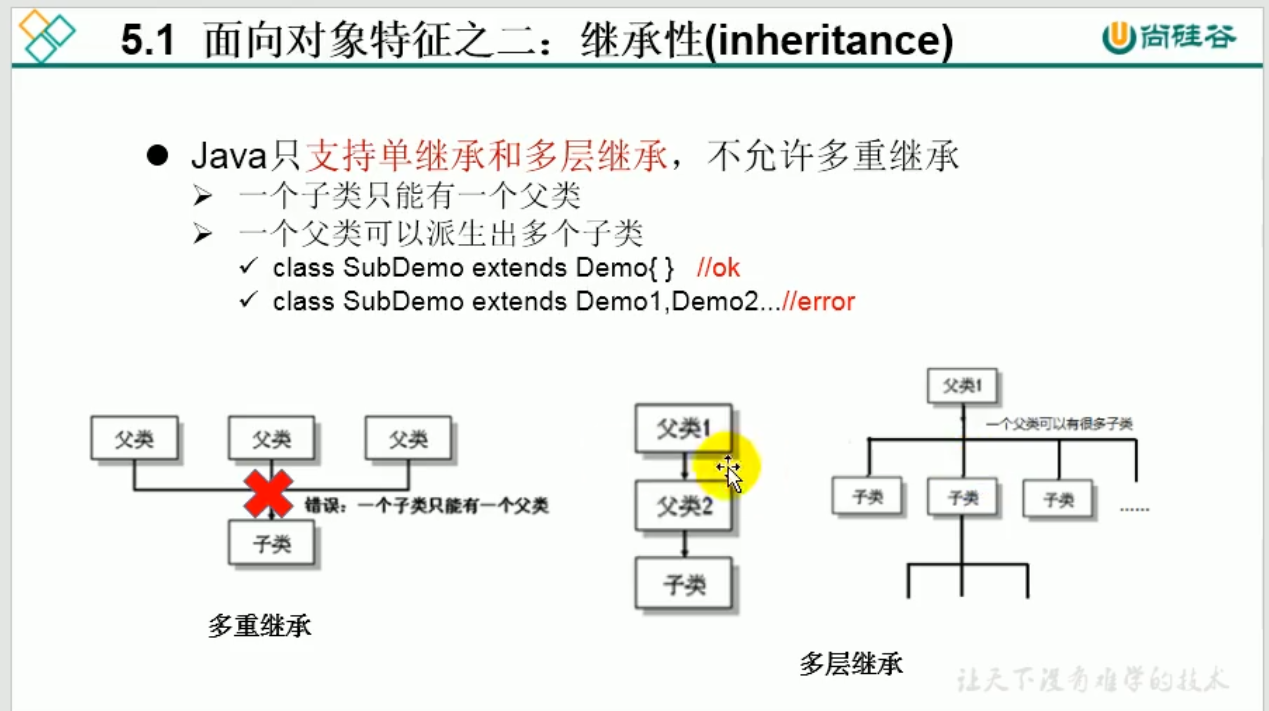 5.1 面向对象特征之二：继承性(inheritance)
尚硅谷
Java只支持单继承和多层继承，不允许多重继承
一个子类只能有一个父类
一个父类可以派生出多个子类
class SubDemo extends Demo{ } //ok
class SubDemo extends Demo1,Demo2...//error
父类 父类 父类
错误：一个子类只能有一个父类
子类
多重继承
父类1
父类2
子类
父类1
一个父类可以有很多子类
子类 子类 子类 ......
多层继承
让天下没有难学的技术